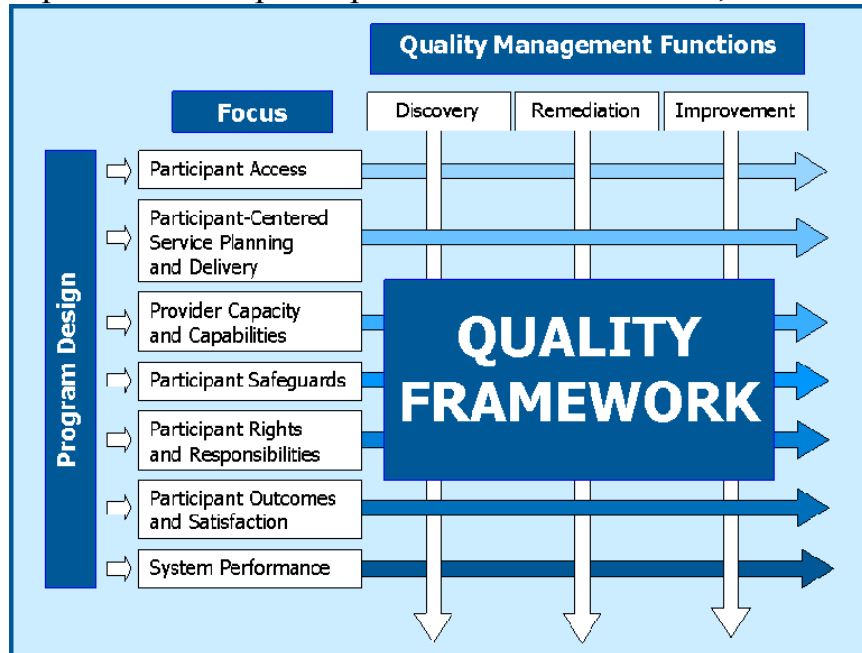 Quality Management Functions
Focus
Discovery
Remediation
Improvement
Program Design
Participant Access
Participant-Centered
Service Planning
and Delivery
Provider Capacity
and Capabilities
Participant Safeguards
Participant Rights
and Responsibilities
Participant Outcomes
and Satisfaction
System Performance
QUALITY
FRAMEWORK